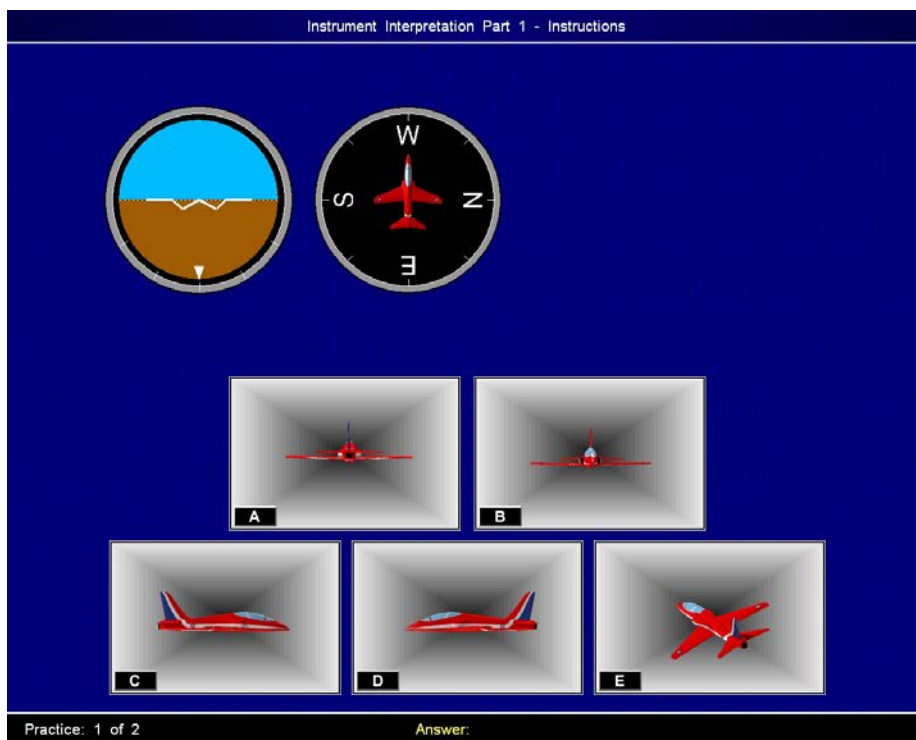 Instrument Interpretation Part 1 - Instructions
W
S
N
E
A
B
C
D
E
Practice: 1 of 2
Answer: